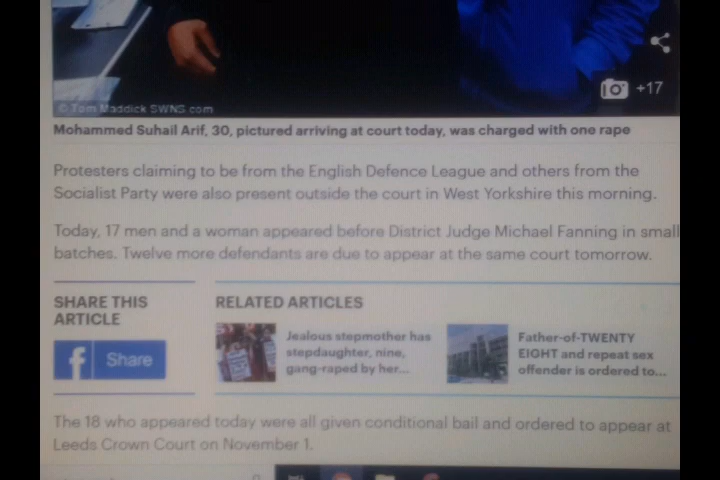 © Tom Maddick SWNS.com
+17
Mohammed Suhail Arif, 30, pictured arriving at court today, was charged with one rape
Protesters claiming to be from the English Defence League and others from the
Socialist Party were also present outside the court in West Yorkshire this morning.
Today, 17 men and a woman appeared before District Judge Michael Fanning in small
batches. Twelve more defendants are due to appear at the same court tomorrow.
SHARE THIS
ARTICLE
f Share
RELATED ARTICLES
Jealous stepmother has
stepdaughter, nine,
gang-raped by her...
Father-of-TWENTY
EIGHT and repeat sex
offender is ordered to...
The 18 who appeared today were all given conditional bail and ordered to appear at
Leeds Crown Court on November 1.